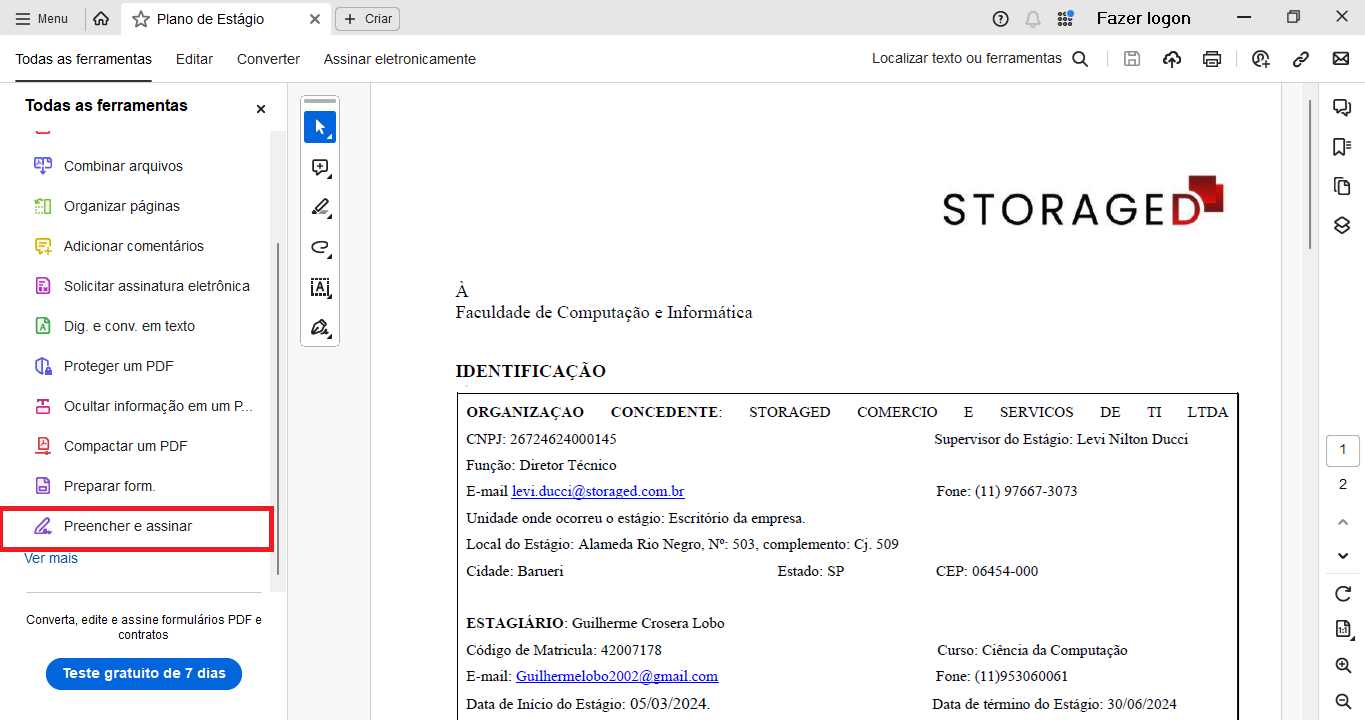 Menu
Plano de Estágio
Criar
Fazer logon
Todas as ferramentas
Editar
Converter
Assinar eletronicamente
Localizar texto ou ferramentas
Todas as ferramentas
Combinar arquivos
Organizar páginas
Adicionar comentários
Solicitar assinatura eletrônica
Dig. e conv. em texto
Proteger um PDF
Ocultar informação em um P...
Compactar um PDF
Preparar form.
Preencher e assinar
Ver mais
Converta, edite e assine formulários PDF e
contratos
Teste gratuito de 7 dias
STORAGED
À
Faculdade de Computação e Informática
IDENTIFICAÇÃO
ORGANIZAÇAO CONCEDENTE: STORAGED COMERCIO E SERVICOS DE TI LTDA
CNPJ: 26724624000145 Supervisor do Estágio: Levi Nilton Ducci
Função: Diretor Técnico
E-mail levi.ducci@storaged.com.br Fone: (11) 97667-3073
Unidade onde ocorreu o estágio: Escritório da empresa.
Local do Estágio: Alameda Rio Negro, Nº: 503, complemento: Cj. 509
Cidade: Barueri Estado: SP CEP: 06454-000
ESTAGIÁRIO: Guilherme Crosera Lobo
Código de Matricula: 42007178 Curso: Ciência da Computação
E-mail: Guilhermelobo2002@gmail.com Fone: (11)953060061
Data de Início do Estágio: 05/03/2024. Data de término do Estágio: 30/06/2024
1
2
1:1